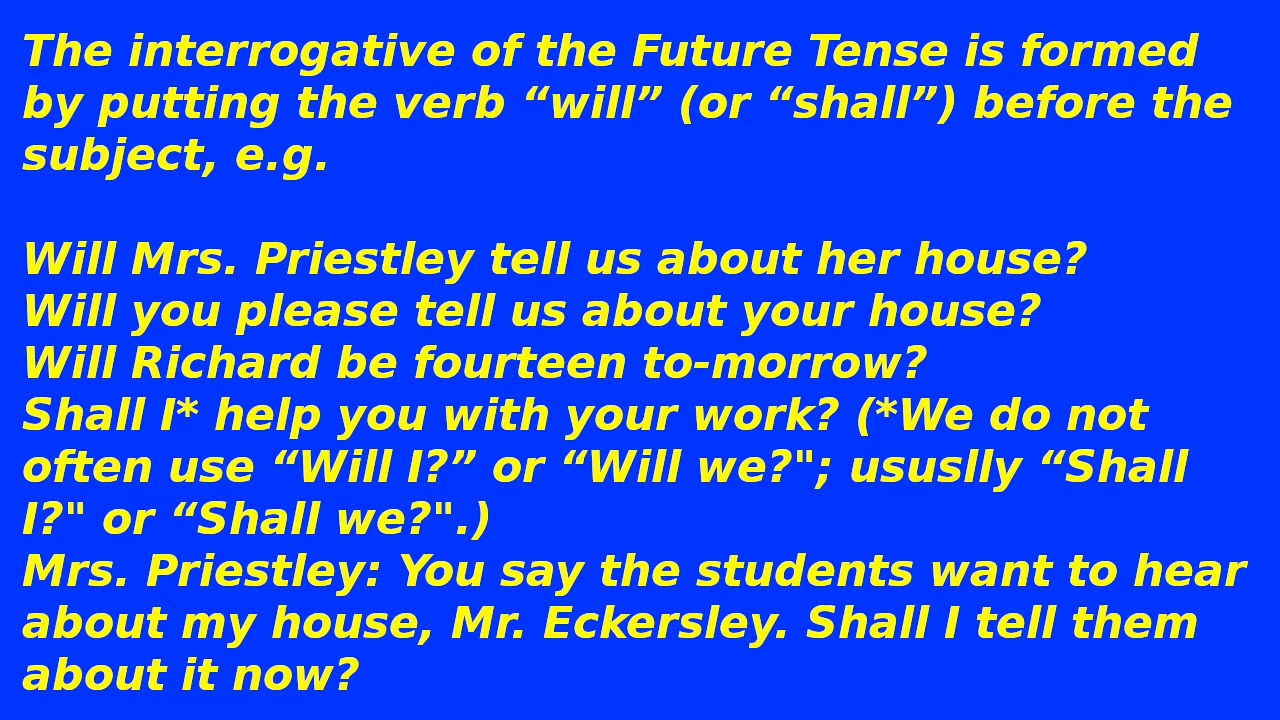 The interrogative of the Future Tense is formed
by putting the verb “will” (or “shall”) before the
subject, e.g.
Will Mrs. Priestley tell us about her house?
Will you please tell us about your house?
Will Richard be fourteen to-morrow?
Shall I* help you with your work? (*We do not
often use “Will I?” or “Will we?"; ususlly “Shall
I?" or “Shall we?".)
Mrs. Priestley: You say the students want to hear
about my house, Mr. Eckersley. Shall I tell them
about it now?